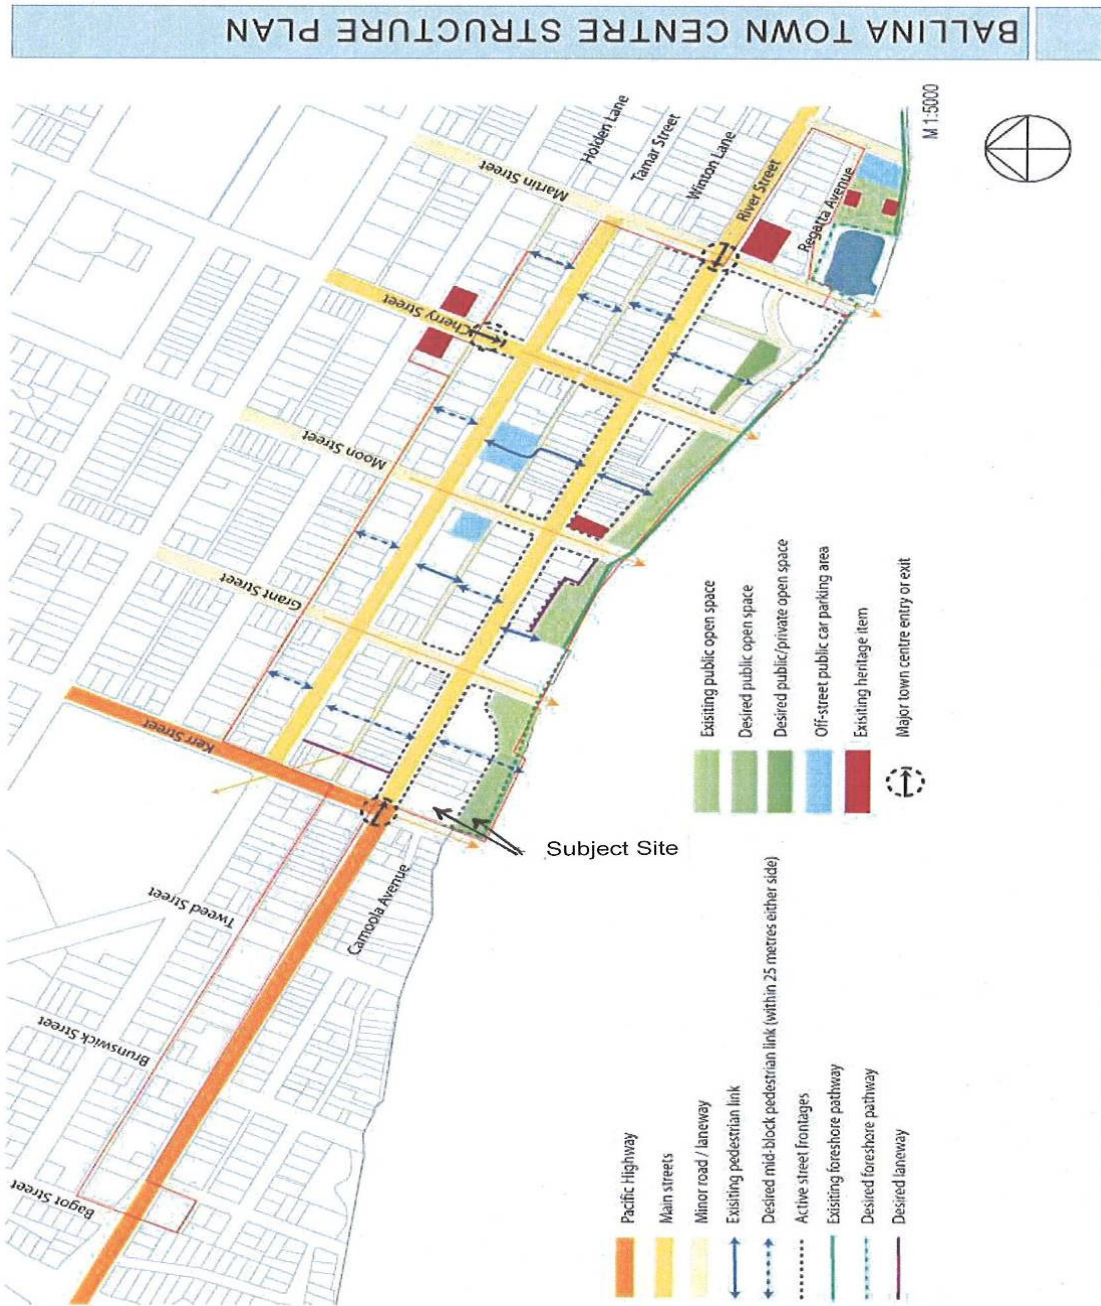 BALLINA TOWN CENTRE STRUCTURE PLAN
M 1:5000
Holden Lane
Tamar Street
Winton Lane
River Street
Regatta Avenue
Martin Street
Cherry Street
Moon Street
Grant Street
Kerr Street
Tweed Street
Brunswick Street
Bagot Street
Camoola Avenue
Subject Site
Exisiting public open space
Desired public open space
Desired public/private open space
Off-street public car parking area
Exisiting heritage item
Major town centre entry or exit
Pacific Highway
Main streets
Minor road / laneway
Exisiting pedestrian link
Desired mid-block pedestrian link (within 25 metres either side)
Active street frontages
Exisiting foreshore pathway
Desired foreshore pathway
Desired laneway